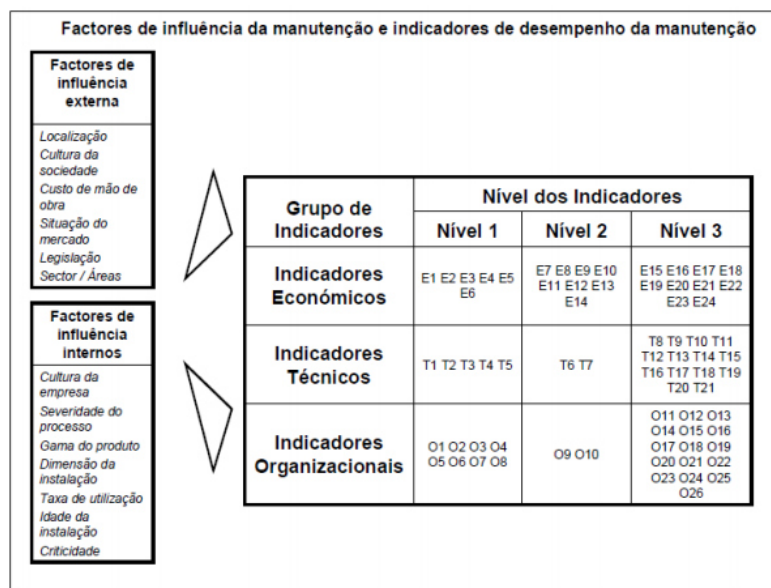 Factores de influência da manutenção e indicadores de desempenho da manutenção
Factores de
influência
externa
Localização
Cultura da
sociedade
Custo de mão de
obra
Situação do
mercado
Legislação
Sector / Áreas
Factores de
influência
internos
Cultura da
empresa
Severidade do
processo
Gama do produto
Dimensão da
instalação
Taxa de utilização
Idade da
instalação
Criticidade
Grupo de
Indicadores
Nível dos Indicadores
Nível 1
Nível 2
Nível 3
Indicadores
Económicos
E1 E2 E3 E4 E5
E6
E7 E8 E9 E10
E11 E12 E13
E14
E15 E16 E17 E18
E19 E20 E21 E22
E23 E24
Indicadores
Técnicos
T1 T2 T3 T4 T5
T6 T7
T8 T9 T10 T11
T12 T13 T14 T15
T16 T17 T18 T19
T20 T21
Indicadores
Organizacionais
O1 O2 O3 O4
O5 O6 O7 O8
O9 O10
O11 O12 O13
O14 O15 O16
O17 O18 O19
O20 O21 O22
O23 O24 O25
O26